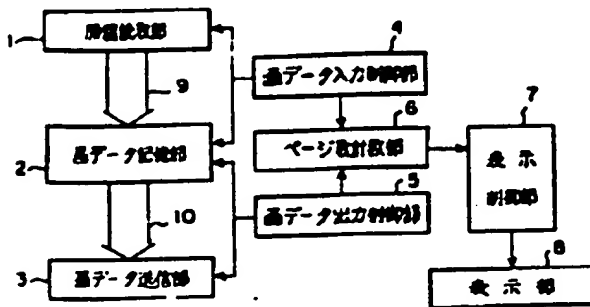 1
原稿読取部
9
2
画データ記憶部
10
3
画データ送信部
4
画データ入力制御部
6
ページ数計数部
5
画データ出力制御部
7
表示
制御部
8
表示部